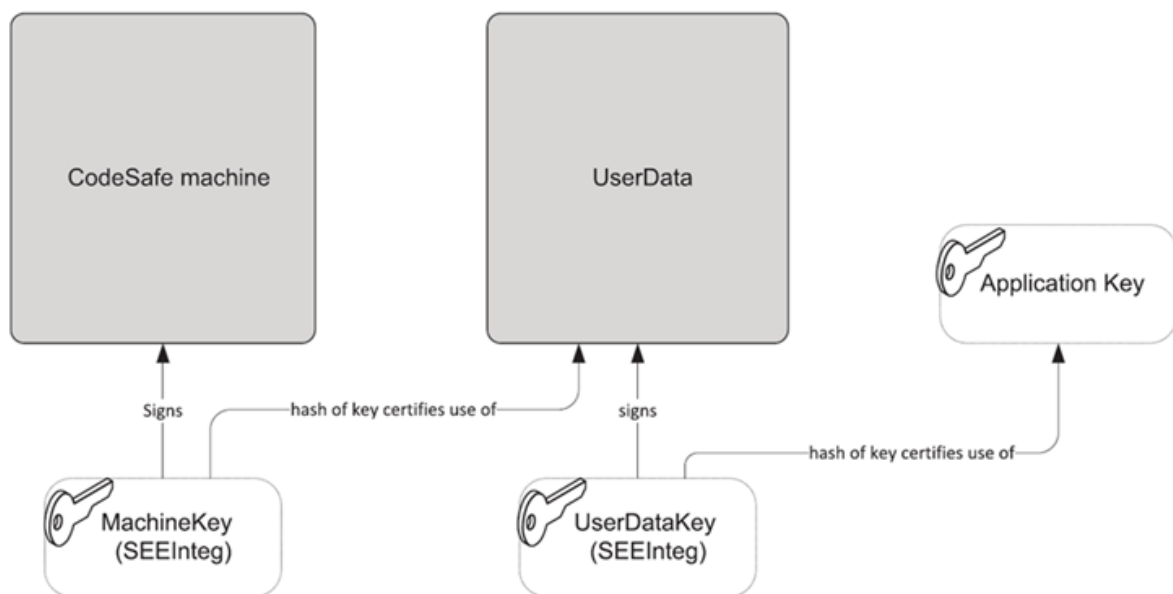 CodeSafe machine
UserData
Application Key
Signs
hash of key certifies use of
signs
hash of key certifies use of
MachineKey
(SEEInteg)
UserDataKey
(SEEInteg)